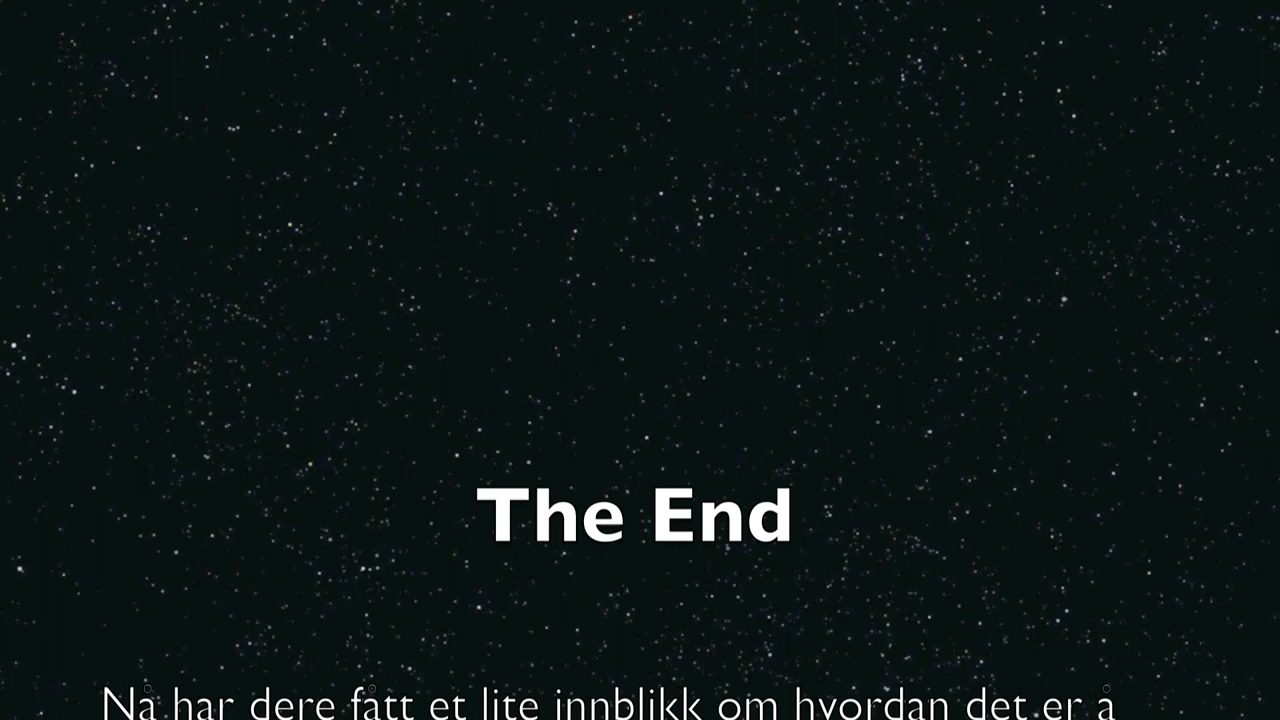 The End
Nå har dere fått et lite innblikk om hvordan det er å